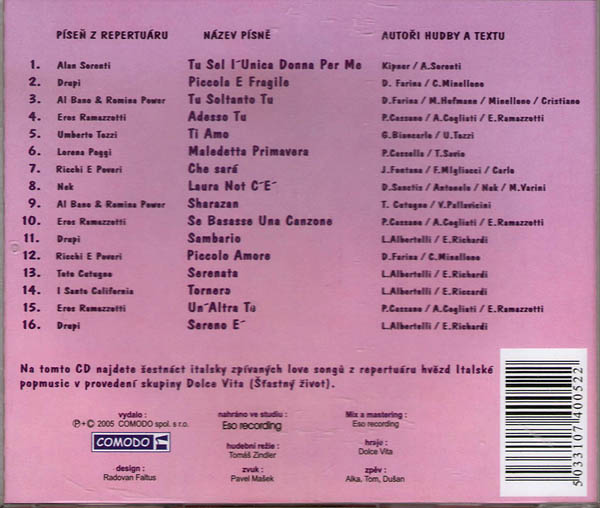 PÍSEŇ Z REPERTUÁRU NÁZEV PÍSNĚ AUTOŘI HUDBY A TEXTU
1. Alan Sorenti Tu Sei l´Unica Donna Per Me Kipner / A.Sorenti
2. Drupi Piccola E Fragile D. Farina / C.Minellono
3. Al Bano & Romina Power Tu Soltanto Tu D.Farina / M.Hofmann / Minellono / Cristiano
4. Eros Ramazzotti Adesso Tu P.Cassano / A.Cogliati / E.Ramazzotti
5. Umberto Tozzi Ti Amo G.Biancarlo / U.Tozzi
6. Lorena Poggi Maledetta Primavera P.Cassella / T.Savio
7. Ricchi E Poveri Che sará J.Fontana / F.Migliacci / Carlo
8. Nek Laura Not C´E´ D.Sanctis / Antonelo / Nek / M.Varini
9. Al Bano & Romina Power Sharazan T. Cutugno / V.Pallavicini
10. Eros Ramazzotti Se Basasse Una Canzone P.Cassano / A.Cogliati / E.Ramazzotti
11. Drupi Sambario L.Albertelli / E.Richardi
12. Ricchi E Poveri Piccolo Amore D.Farina / C.Minellono
13. Toto Cutugno Serenata L.Albertelli / E.Richardi
14. I Santo California Tornero L.Albertelli / E.Riccardi
15. Eros Ramazzotti Un´Altra Tù P.Cassano / A.Cogliati / E.Ramazzotti
16. Drupi Sereno E´ L.Albertelli / E.Richardi
Na tomto CD najdete šestnáct italsky zpívaných love songů z repertuáru hvězd Italské
popmusic v provedení skupiny Dolce Vita (Šťastný život).
vydalo :
℗+© 2005 COMODO spol. s r.o.
COMODO
design :
Radovan Faltus
nahráno ve studiu :
Eso recording
hudební režie :
Tomáš Zindler
zvuk :
Pavel Mašek
Mix a mastering :
Eso recording
hraje :
Dolce Vita
zpěv :
Alka, Tom, Dušan
5033107400522